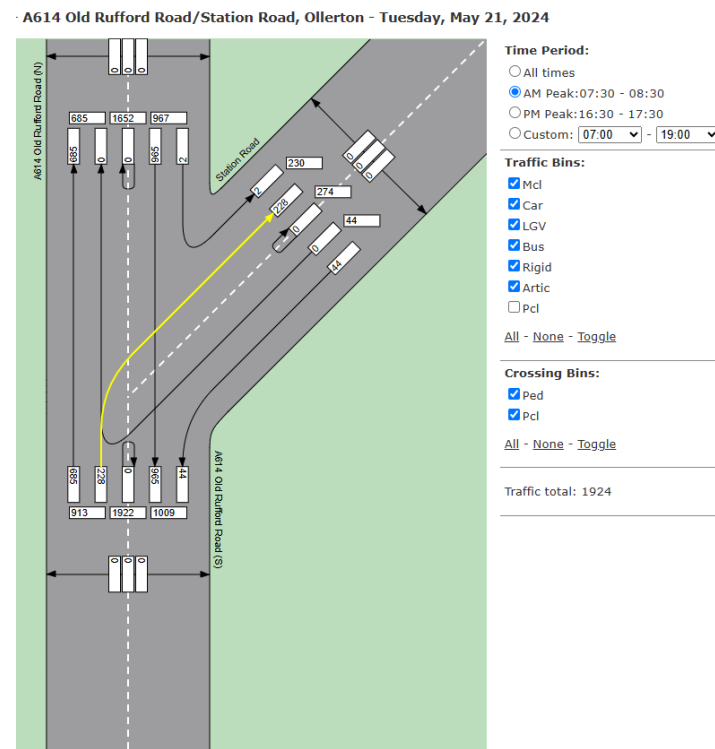 · A614 Old Rufford Road/Station Road, Ollerton - Tuesday, May 21, 2024
Time Period:
All times
AM Peak:07:30 - 08:30
PM Peak:16:30 - 17:30
Custom: 07:00 - 19:00
Traffic Bins:
Mcl
Car
LGV
Bus
Rigid
Artic
Pcl
All - None - Toggle
Crossing Bins:
Ped
Pcl
All - None - Toggle
Traffic total: 1924
A614 Old Rufford Road (N)
0 0 0
685 1652 967
685 0 0 965 2
Station Road
0 0 0
230
2
274
228
44
0
0
44
685 228 0 965 44
913 1922 1009
A614 Old Rufford Road (S)
0 0 0